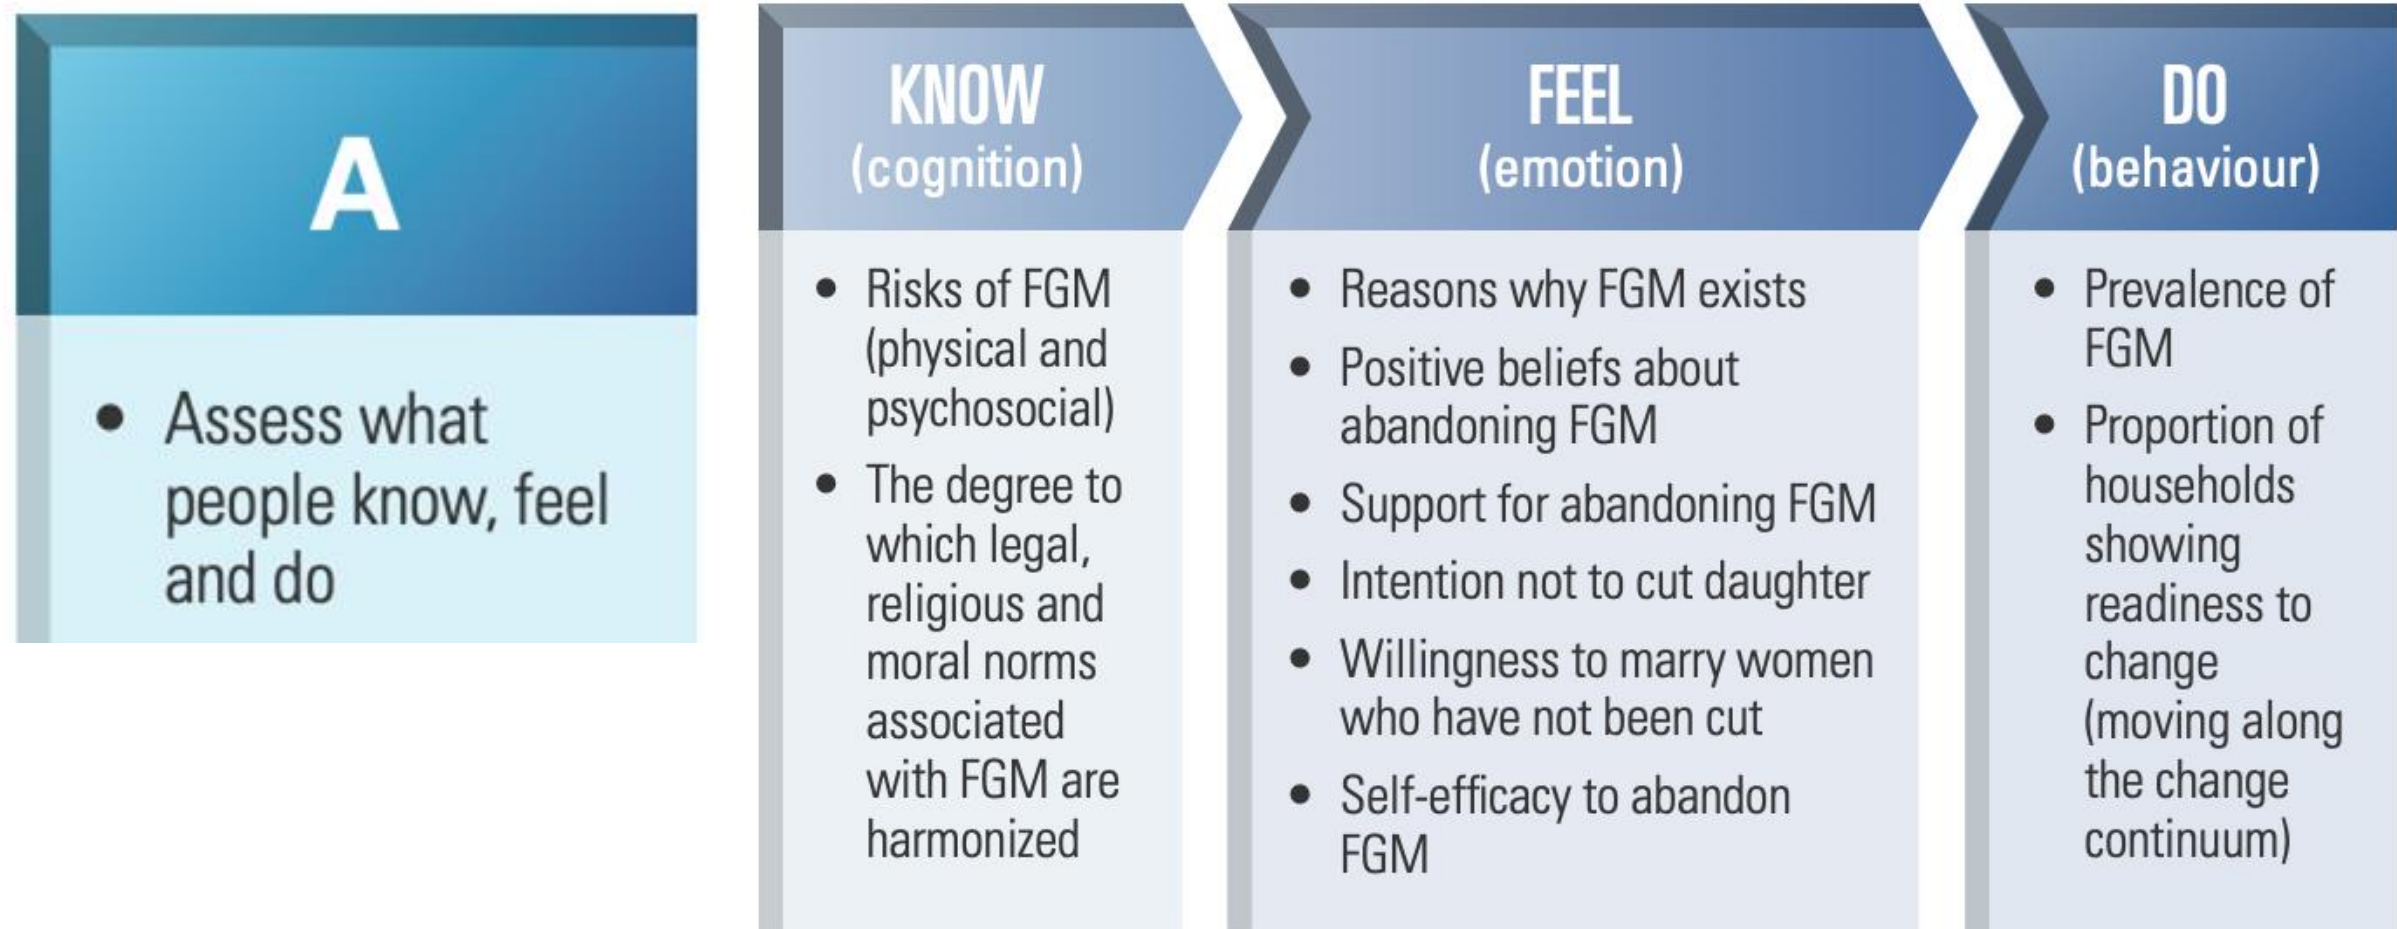 A
• Assess what
people know, feel
and do
KNOW
(cognition)
• Risks of FGM
(physical and
psychosocial)
• The degree to
which legal,
religious and
moral norms
associated
with FGM are
harmonized
FEEL
(emotion)
• Reasons why FGM exists
• Positive beliefs about
abandoning FGM
• Support for abandoning FGM
• Intention not to cut daughter
• Willingness to marry women
who have not been cut
• Self-efficacy to abandon
FGM
DO
(behaviour)
• Prevalence of
FGM
• Proportion of
households
showing
readiness to
change
(moving along
the change
continuum)